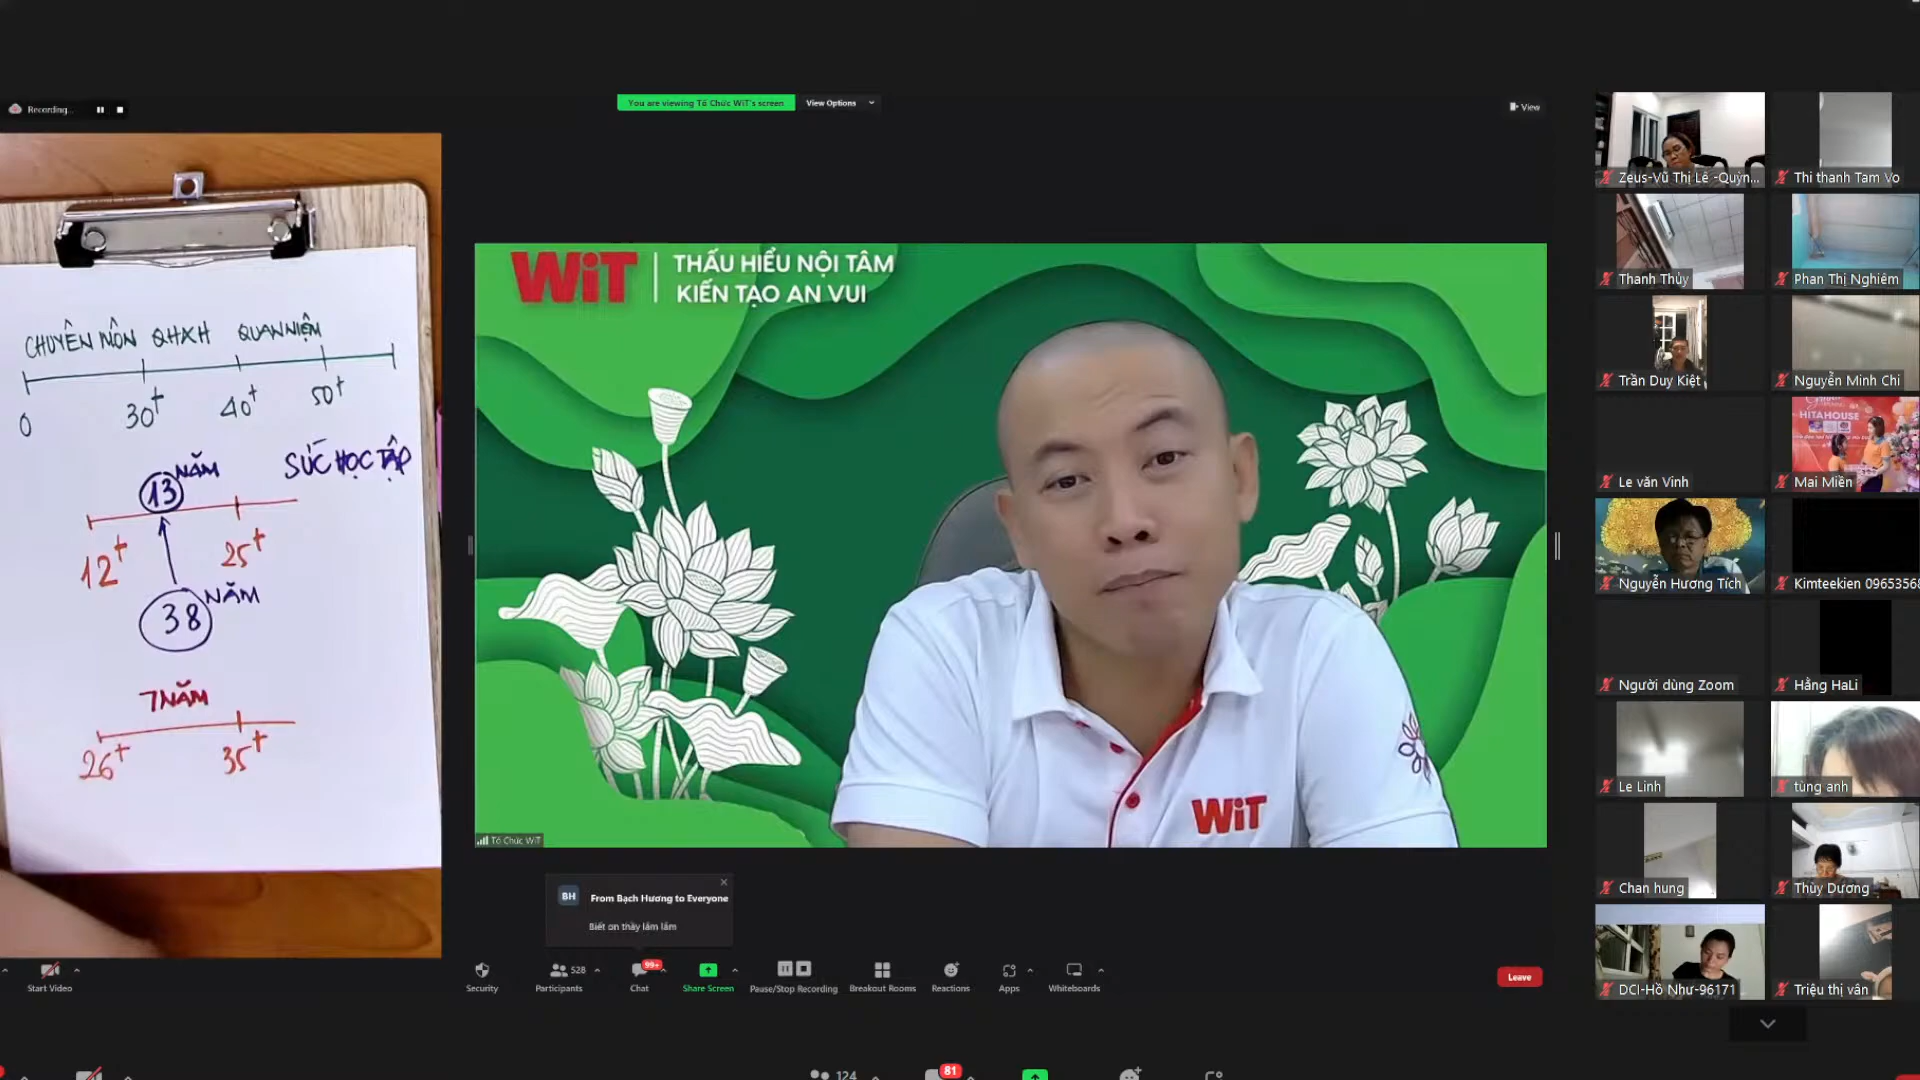 Recording...
You are viewing Tổ Chức WiT's screen
View Options
View
CHUYÊN MÔN QHXH QUAN NIỆM
0 30+ 40+ 50+
13 NĂM
SỨC HỌC TẬP
12+ 25+
38 NĂM
7 NĂM
26+ 35+
WiT
THẤU HIỂU NỘI TÂM
KIẾN TẠO AN VUI
WiT
Tổ Chức WiT
BH
From Bạch Hương to Everyone
Biết ơn thầy lắm lắm
Start Video
Security
528
Participants
99+
Chat
Share Screen
Pause/Stop Recording
Breakout Rooms
Reactions
Apps
Whiteboards
Leave
Zeus-Vũ Thị Lê -Quỳn...
Thi thanh Tam Vo
Thanh Thủy
Phan Thị Nghiêm
Trần Duy Kiệt
Nguyễn Minh Chi
HITAHOUSE
Le văn Vinh
Mai Miền
Nguyễn Hương Tích
Kimteekien 09653568
Người dùng Zoom
Hằng HaLi
Le Linh
tùng anh
Chan hung
Thùy Dương
DCI-Hồ Như-96171
Triệu thị vân
124
81